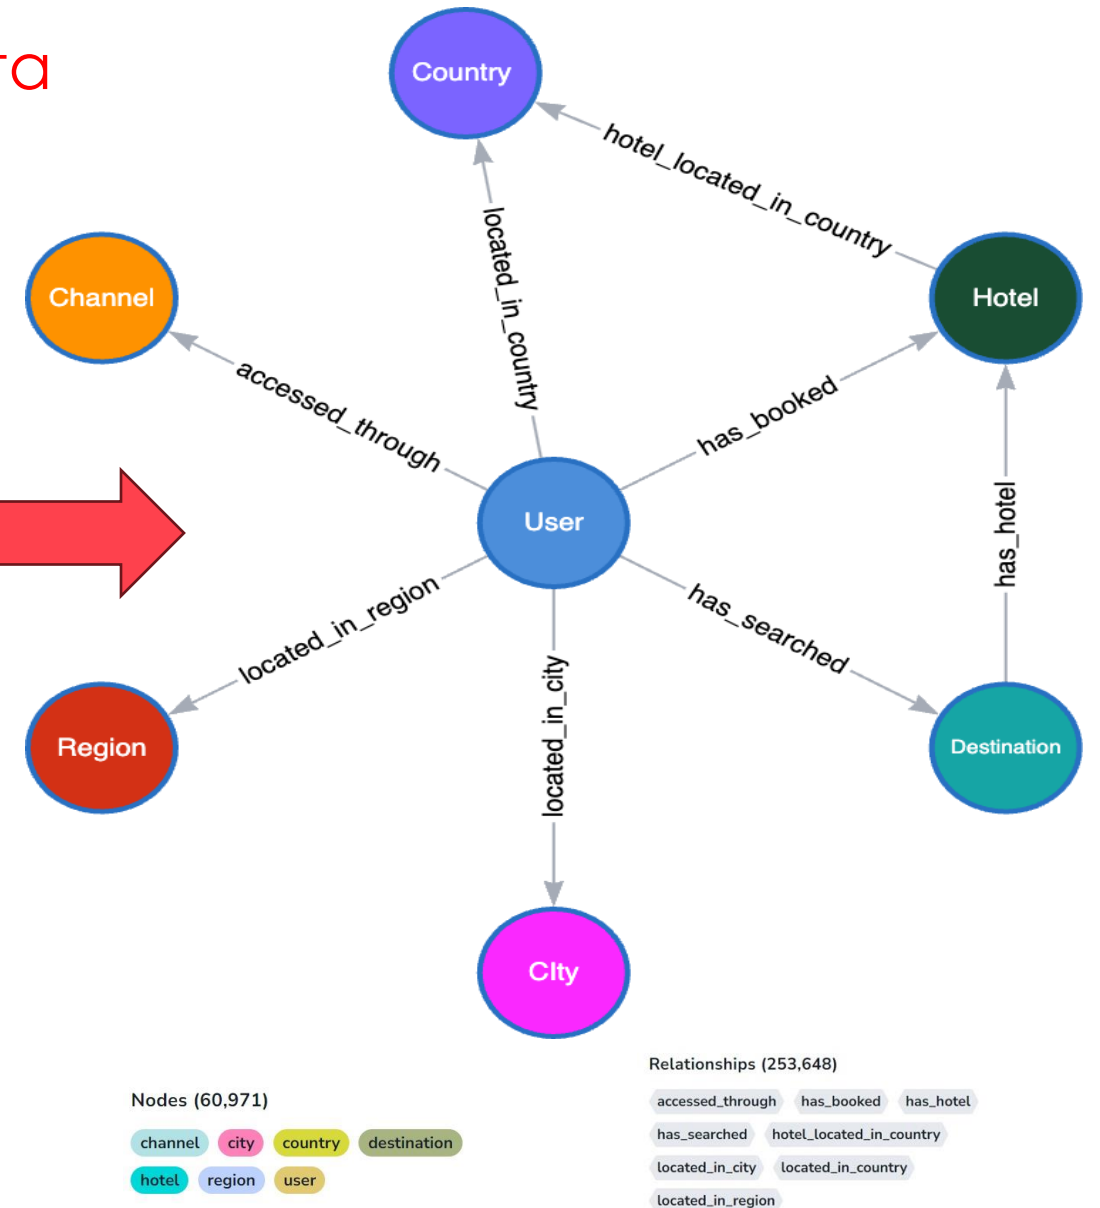 ra
Country
hotel_located_in_country
located_in_country
Channel
Hotel
accessed_through
has_booked
User
has_hotel
located_in_region
has_searched
located_in_city
Region
Destination
CIty
Nodes (60,971)
channel city country destination
hotel region user
Relationships (253,648)
accessed_through has_booked has_hotel
has_searched hotel_located_in_country
located_in_city located_in_country
located_in_region